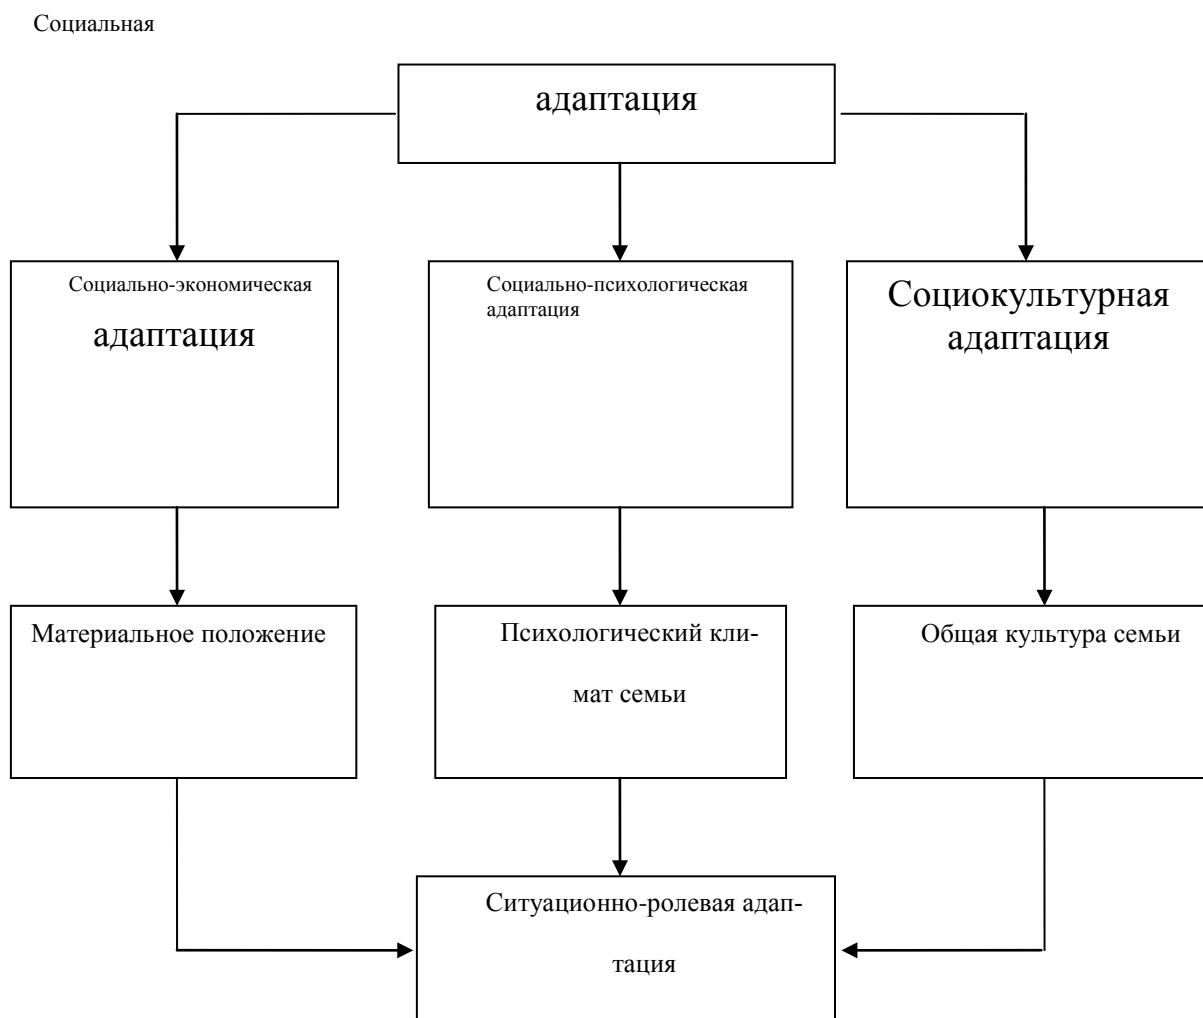 Социальная
адаптация
Социально-экономическая
адаптация
Социально-психологическая
адаптация
Социокультурная
адаптация
Материальное положение
Психологический кли-
мат семьи
Общая культура семьи
Ситуационно-ролевая адап-
тация